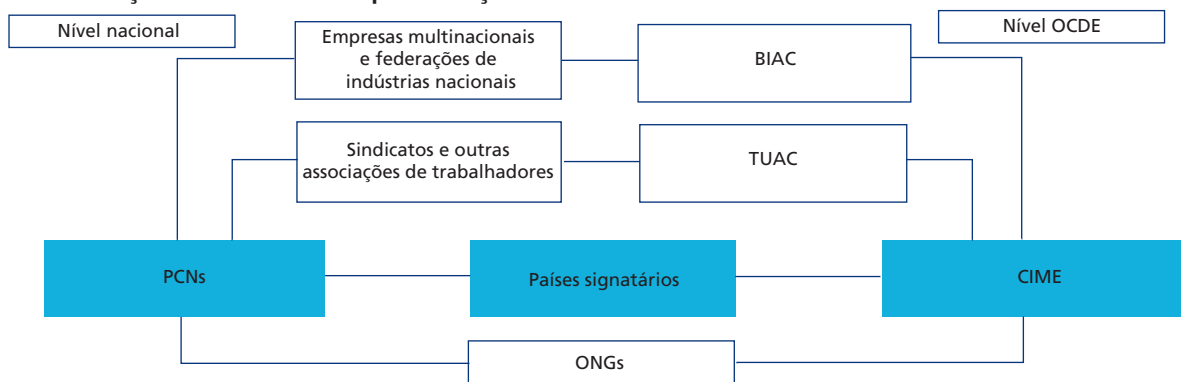 Nível nacional
Nível OCDE
Empresas multinacionais
e federações de
indústrias nacionais
BIAC
Sindicatos e outras
associações de trabalhadores
TUAC
PCNs
Países signatários
CIME
ONGs